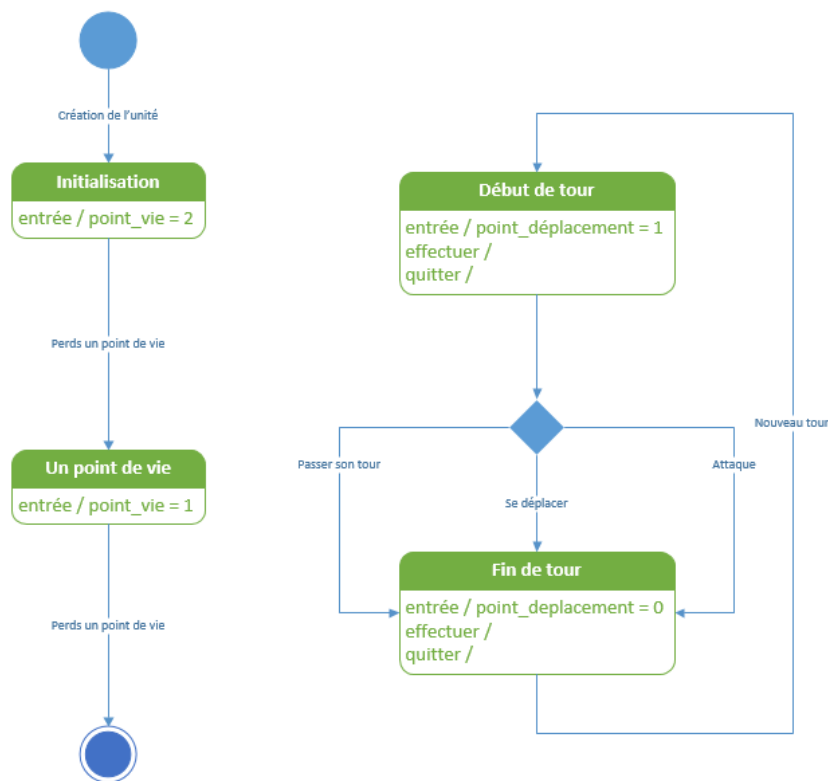 Création de l'unité
Initialisation
entrée / point_vie = 2
Perds un point de vie
Un point de vie
entrée / point_vie = 1
Perds un point de vie
Début de tour
entrée / point_déplacement = 1
effectuer /
quitter /
Nouveau tour
Passer son tour
Attaque
Se déplacer
Fin de tour
entrée / point_deplacement = 0
effectuer /
quitter /